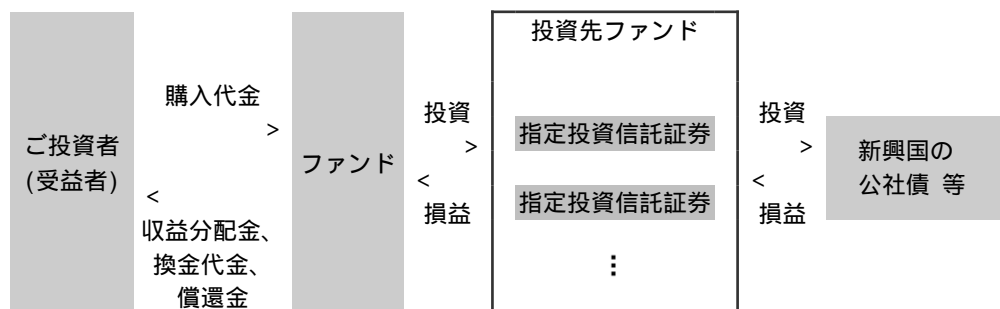 ご投資者
(受益者)
購入代金
>
<
収益分配金、
換金代金、
償還金
ファンド
投資
>
<
損益
投資先ファンド
指定投資信託証券
指定投資信託証券
⋮
投資
>
<
損益
新興国の
公社債 等